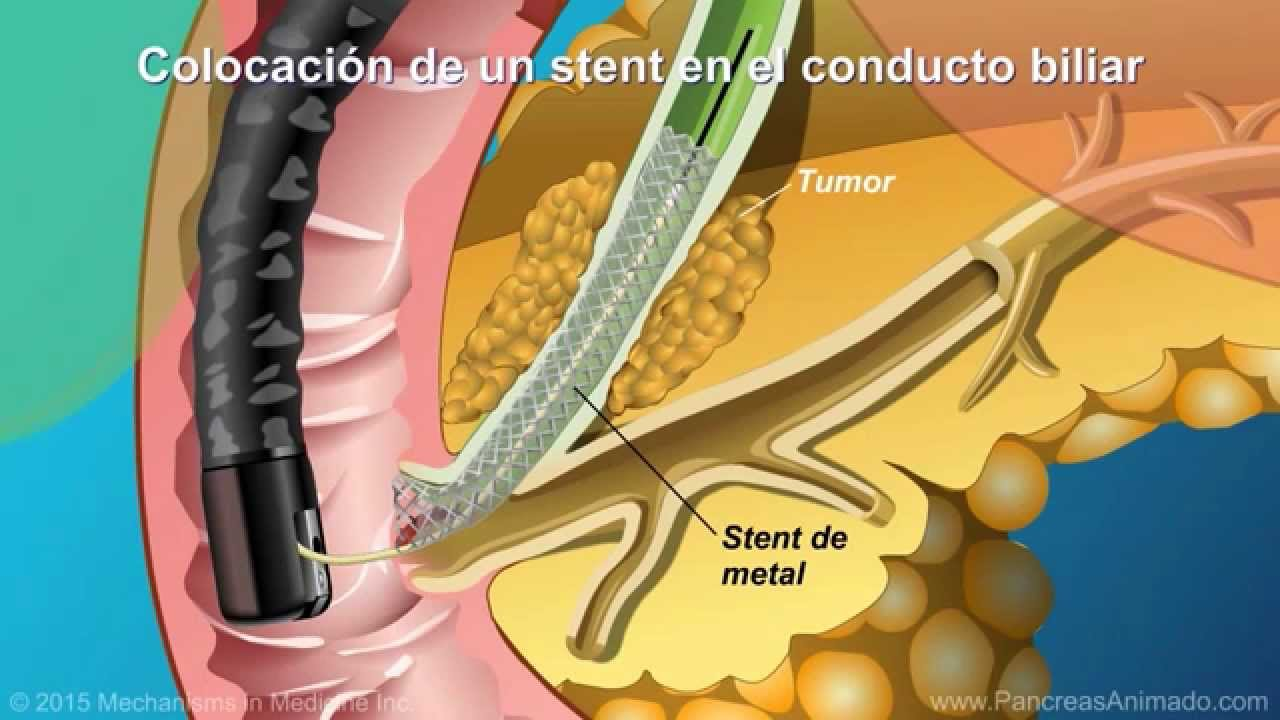 Colocación de un stent en el conducto biliar
Tumor
Stent de
metal
© 2015 Mechanisms in Medicine Inc.
www.PancreasAnimado.com